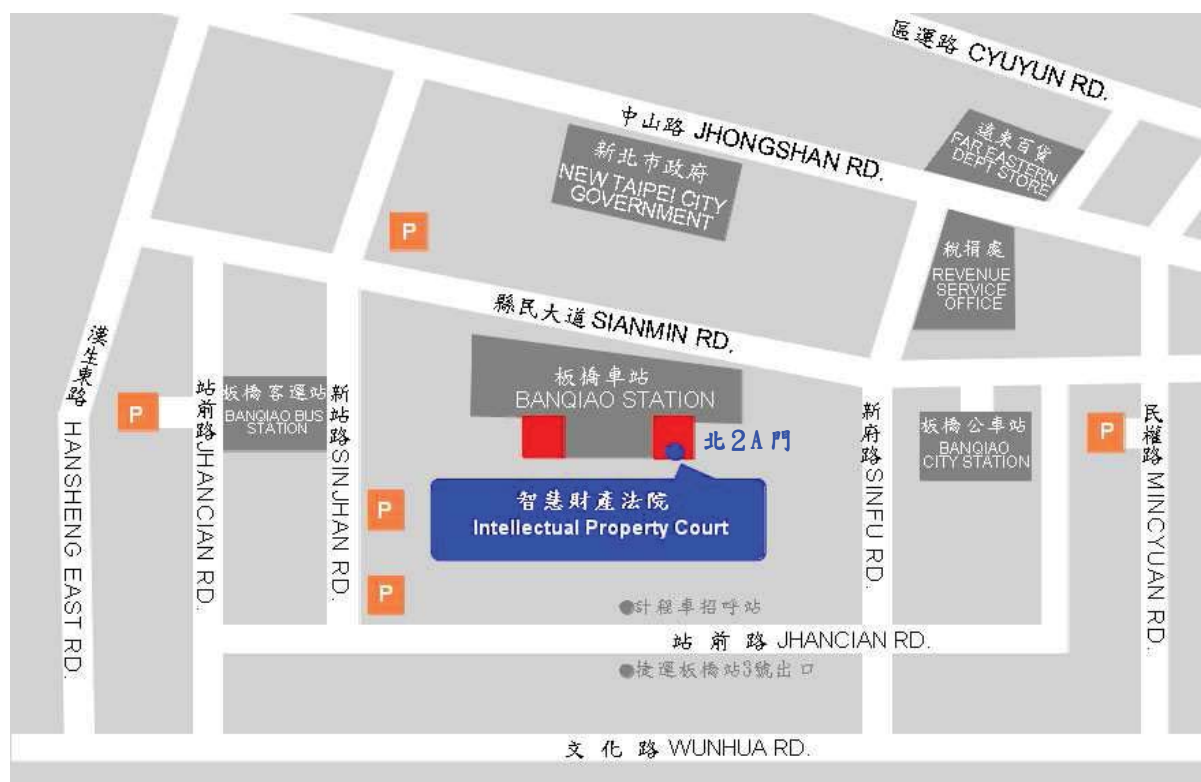 區運路 CYUYUN RD.
中山路 JHONGSHAN RD.
遠東百貨
FAR EASTERN
DEPT STORE
新北市政府
NEW TAIPEI CITY
GOVERNMENT
P
稅捐處
REVENUE
SERVICE
OFFICE
縣民大道 SIANMIN RD.
漢生東路 HANSHENG EAST RD.
P
站前路 JHANCIAN RD.
板橋客運站
BANQIAO BUS
STATION
新站路 SINJHAN RD.
板橋車站
BANQIAO STATION
北2A門
新府路 SINFU RD.
板橋公車站
BANQIAO
CITY STATION
P
民權路 MINCYUAN RD.
智慧財產法院
Intellectual Property Court
P
P
●計程車招呼站
站前路 JHANCIAN RD.
●捷運板橋站3號出口
文化路 WUNHUA RD.